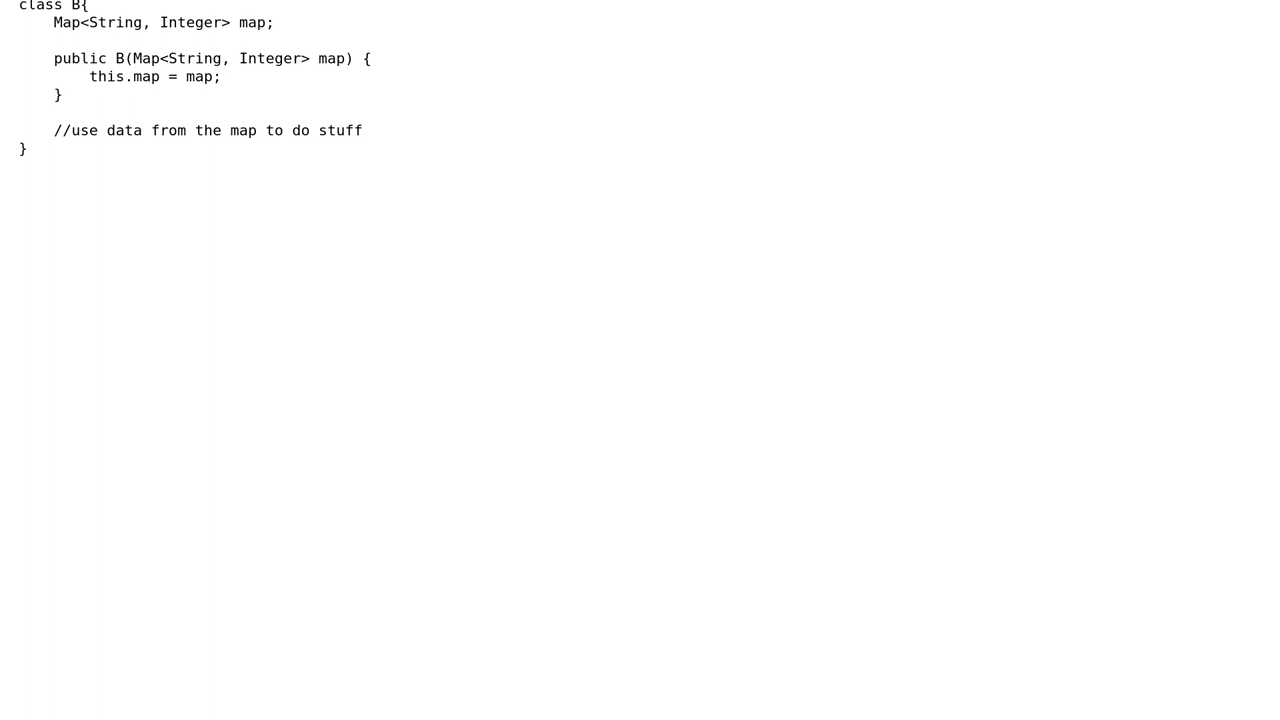 class B{
    Map<String, Integer> map;

    public B(Map<String, Integer> map) {
        this.map = map;
    }

    //use data from the map to do stuff
}